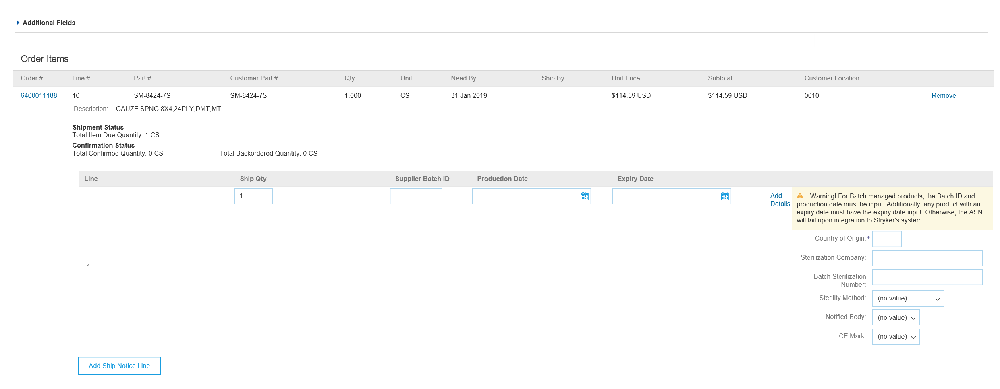 Additional Fields
Order Items
Order # Line # Part # Customer Part # Qty Unit Need By Ship By Unit Price Subtotal Customer Location
6400011188 10 SM-8424-7S SM-8424-7S 1.000 CS 31 Jan 2019 $114.59 USD $114.59 USD 0010 Remove
Description: GAUZE SPNG,8X4,24PLY,DMT,MT
Shipment Status
Total Item Due Quantity: 1 CS
Confirmation Status
Total Confirmed Quantity: 0 CS Total Backordered Quantity: 0 CS
Line Ship Qty Supplier Batch ID Production Date Expiry Date
1
Add
Details
Warning! For Batch managed products, the Batch ID and
production date must be input. Additionally, any product with an
expiry date must have the expiry date input. Otherwise, the ASN
will fail upon integration to Stryker’s system.
Country of Origin:*
Sterilization Company:
1
Batch Sterilization
Number:
Sterility Method: (no value)
Notified Body: (no value)
CE Mark: (no value)
Add Ship Notice Line